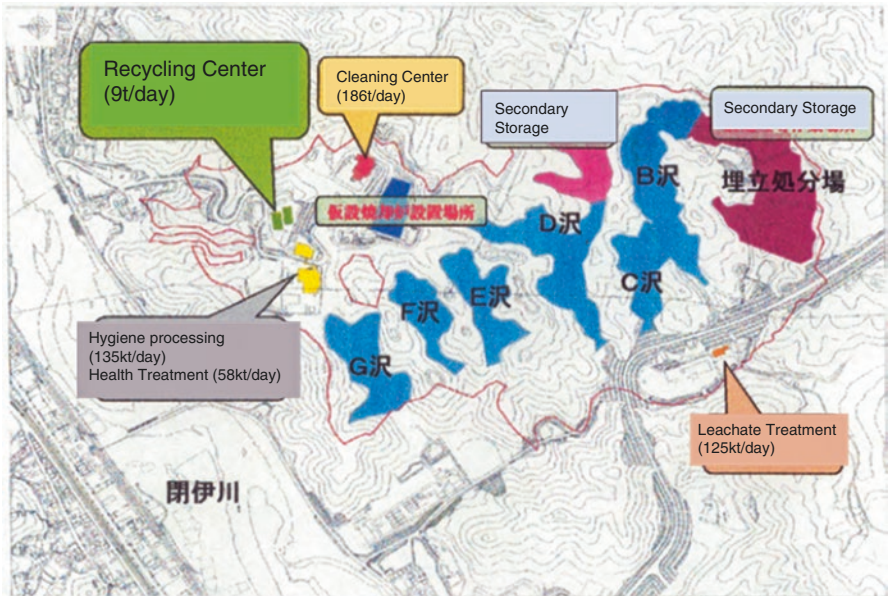 Recycling Center
(9t/day)
Cleaning Center
(186t/day)
Secondary
Storage
Secondary Storage
B沢
埋立処分場
仮設焼却炉設置場所
D沢
C沢
E沢
F沢
G沢
Hygiene processing
(135kt/day)
Health Treatment (58kt/day)
Leachate Treatment
(125kt/day)
閉伊川